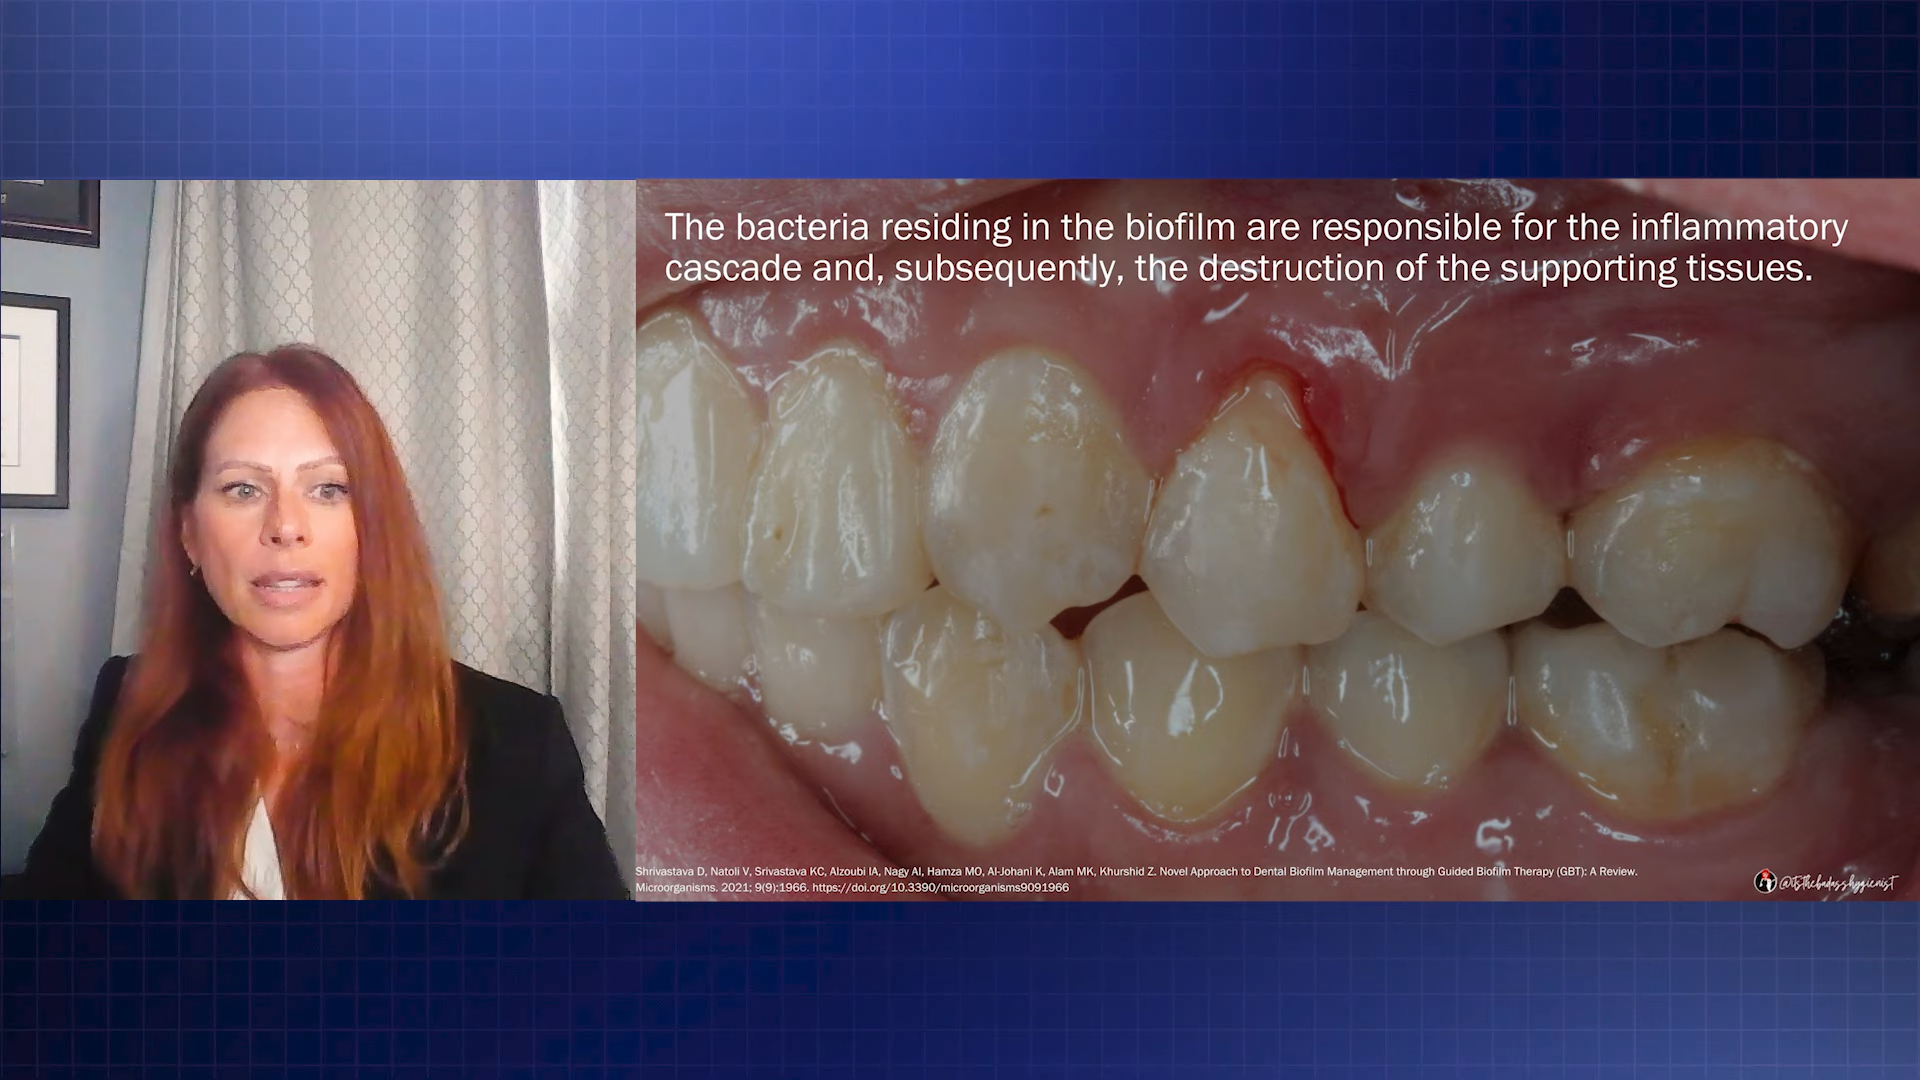 The bacteria residing in the biofilm are responsible for the inflammatory
cascade and, subsequently, the destruction of the supporting tissues.
Shrivastava D, Natoli V, Srivastava KC, Alzoubi IA, Nagy AI, Hamza MO, Al-Johani K, Alam MK, Khurshid Z. Novel Approach to Dental Biofilm Management through Guided Biofilm Therapy (GBT): A Review.
Microorganisms. 2021; 9(9):1966. https://doi.org/10.3390/microorganisms9091966
@itsthebadasshygienist